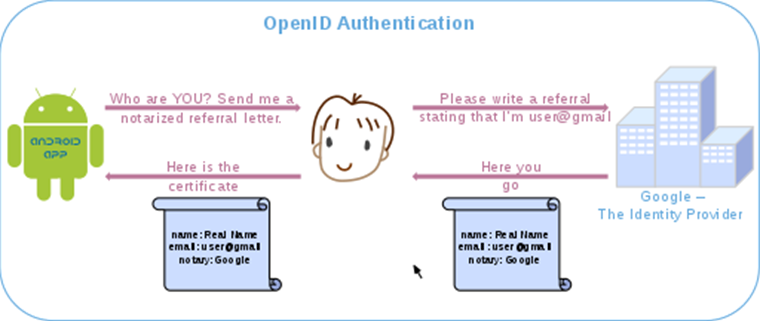 OpenID Authentication
Who are YOU? Send me a
notarized referral letter.
Please write a referral
stating that I'm user@gmail
ANDROID
APP
Here is the
certificate
Here you
go
Google –
The Identity Provider
name: Real Name
email: user@gmail
notary: Google
name: Real Name
email: user@gmail
notary: Google